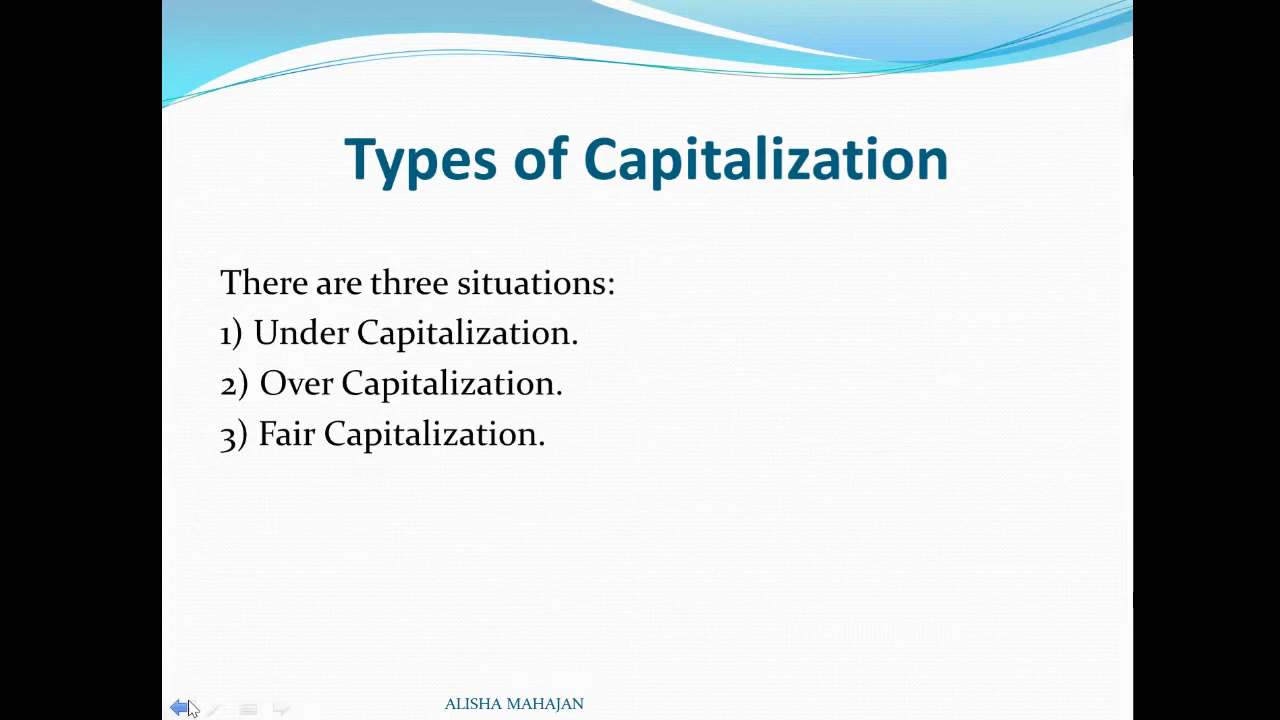 Types of Capitalization
There are three situations:
1) Under Capitalization.
2) Over Capitalization.
3) Fair Capitalization.
ALISHA MAHAJAN